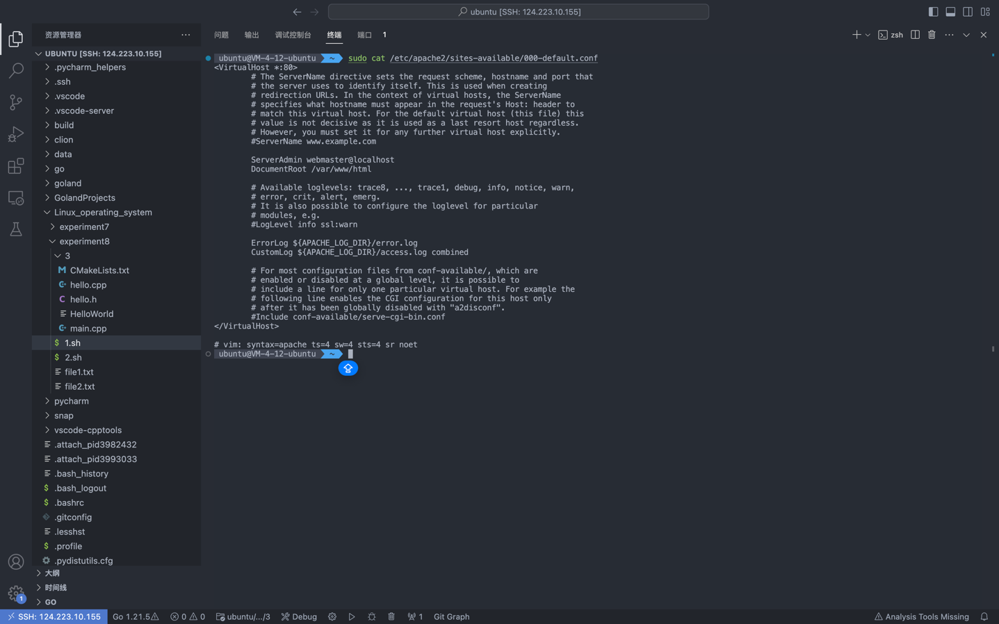 ubuntu [SSH: 124.223.10.155]
资源管理器
问题 输出 调试控制台 终端 端口 1
zsh
UBUNTU [SSH: 124.223.10.155]
.pycharm_helpers
.ssh
.vscode
.vscode-server
build
clion
data
go
goland
GolandProjects
Linux_operating_system
experiment7
experiment8
3
CMakeLists.txt
hello.cpp
hello.h
HelloWorld
main.cpp
1.sh
2.sh
file1.txt
file2.txt
pycharm
snap
vscode-cpptools
.attach_pid3982432
.attach_pid3993033
.bash_history
.bash_logout
.bashrc
.gitconfig
.lesshst
.profile
.pydistutils.cfg
大纲
时间线
GO
ubuntu@VM-4-12-ubuntu ~ sudo cat /etc/apache2/sites-available/000-default.conf
<VirtualHost *:80>
# The ServerName directive sets the request scheme, hostname and port that
# the server uses to identify itself. This is used when creating
# redirection URLs. In the context of virtual hosts, the ServerName
# specifies what hostname must appear in the request's Host: header to
# match this virtual host. For the default virtual host (this file) this
# value is not decisive as it is used as a last resort host regardless.
# However, you must set it for any further virtual host explicitly.
#ServerName www.example.com
ServerAdmin webmaster@localhost
DocumentRoot /var/www/html
# Available loglevels: trace8, ..., trace1, debug, info, notice, warn,
# error, crit, alert, emerg.
# It is also possible to configure the loglevel for particular
# modules, e.g.
#LogLevel info ssl:warn
ErrorLog ${APACHE_LOG_DIR}/error.log
CustomLog ${APACHE_LOG_DIR}/access.log combined
# For most configuration files from conf-available/, which are
# enabled or disabled at a global level, it is possible to
# include a line for only one particular virtual host. For example the
# following line enables the CGI configuration for this host only
# after it has been globally disabled with "a2disconf".
#Include conf-available/serve-cgi-bin.conf
</VirtualHost>
# vim: syntax=apache ts=4 sw=4 sts=4 sr noet
ubuntu@VM-4-12-ubuntu ~
1
SSH: 124.223.10.155 Go 1.21.5 0 0 ubuntu/.../3 Debug 1 Git Graph Analysis Tools Missing